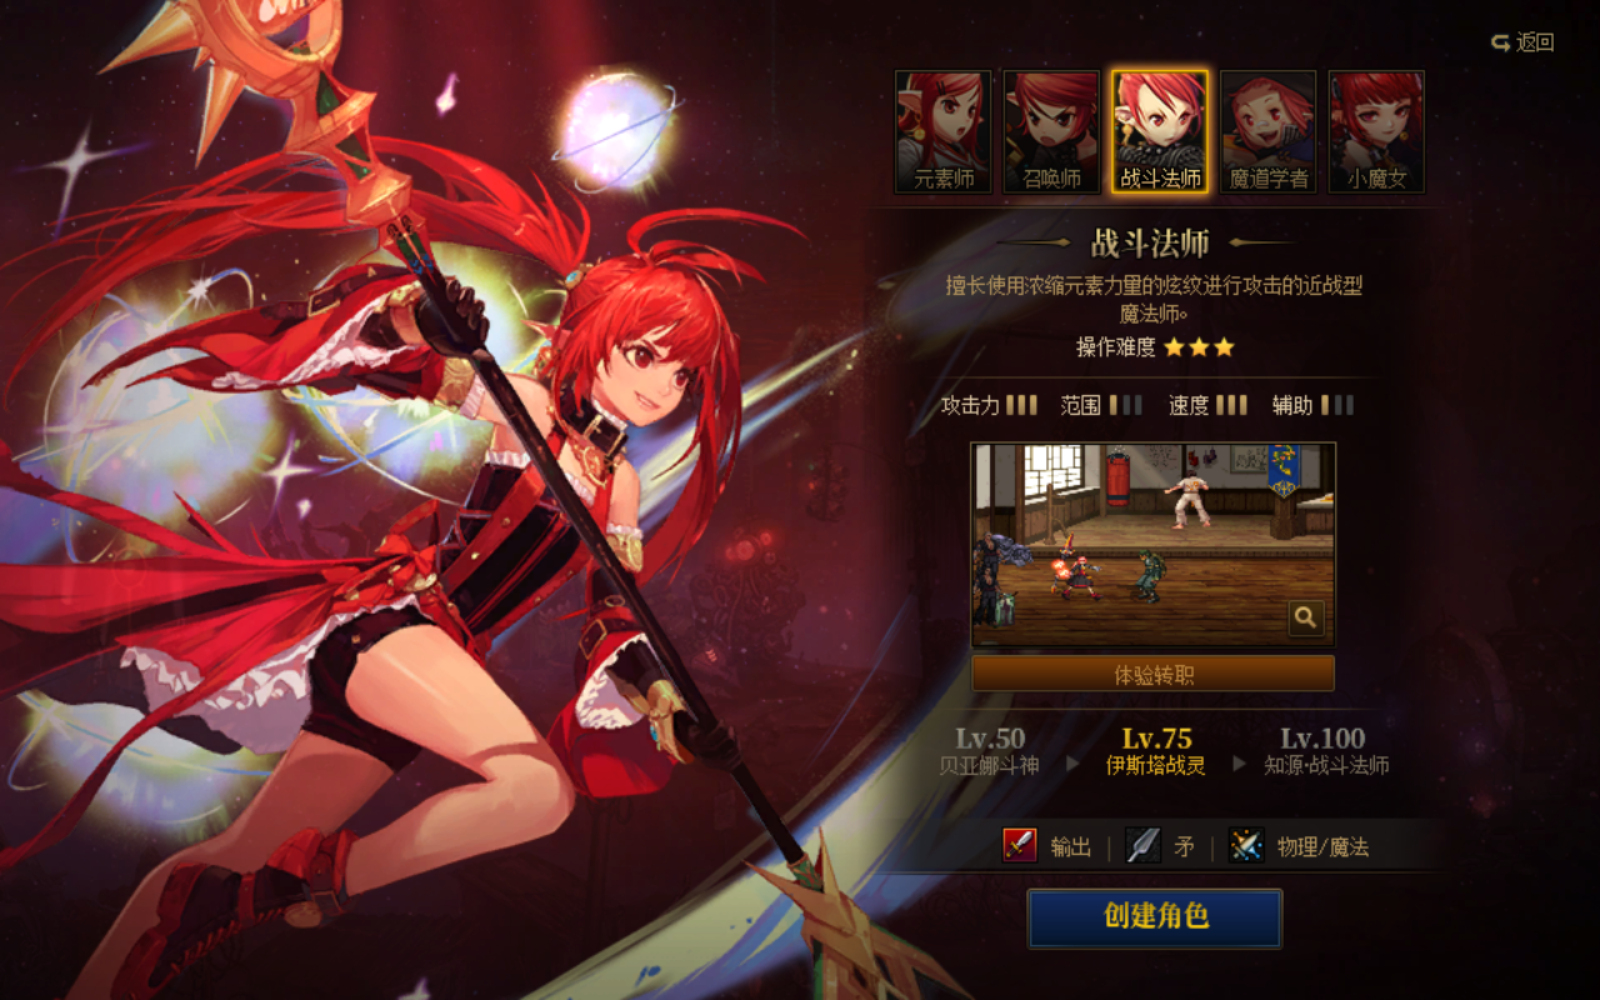 返回
元素师
召唤师
战斗法师
魔道学者
小魔女
战斗法师
擅长使用浓缩元素力量的炫纹进行攻击的近战型
魔法师。
操作难度
攻击力 范围 速度 辅助
体验转职
Lv.50 Lv.75 Lv.100
贝亚娜斗神 伊斯塔战灵 知源·战斗法师
输出 | 矛 | 物理/魔法
创建角色